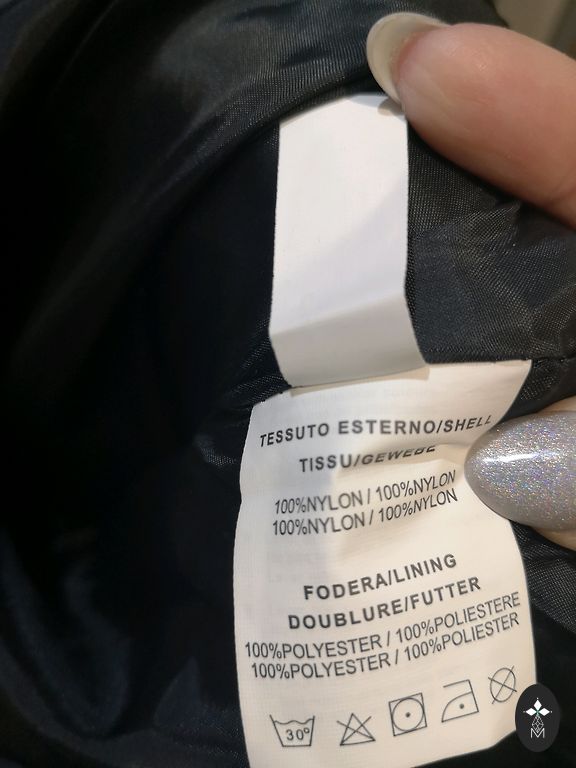 TESSUTO ESTERNO/SHELL
TISSU/GEWEBE
100%NYLON / 100%NYLON
100%NYLON / 100%NYLON
FODERA/LINING
DOUBLURE/FUTTER
100%POLYESTER / 100%POLIESTERE
100%POLYESTER / 100%POLIESTER
30°